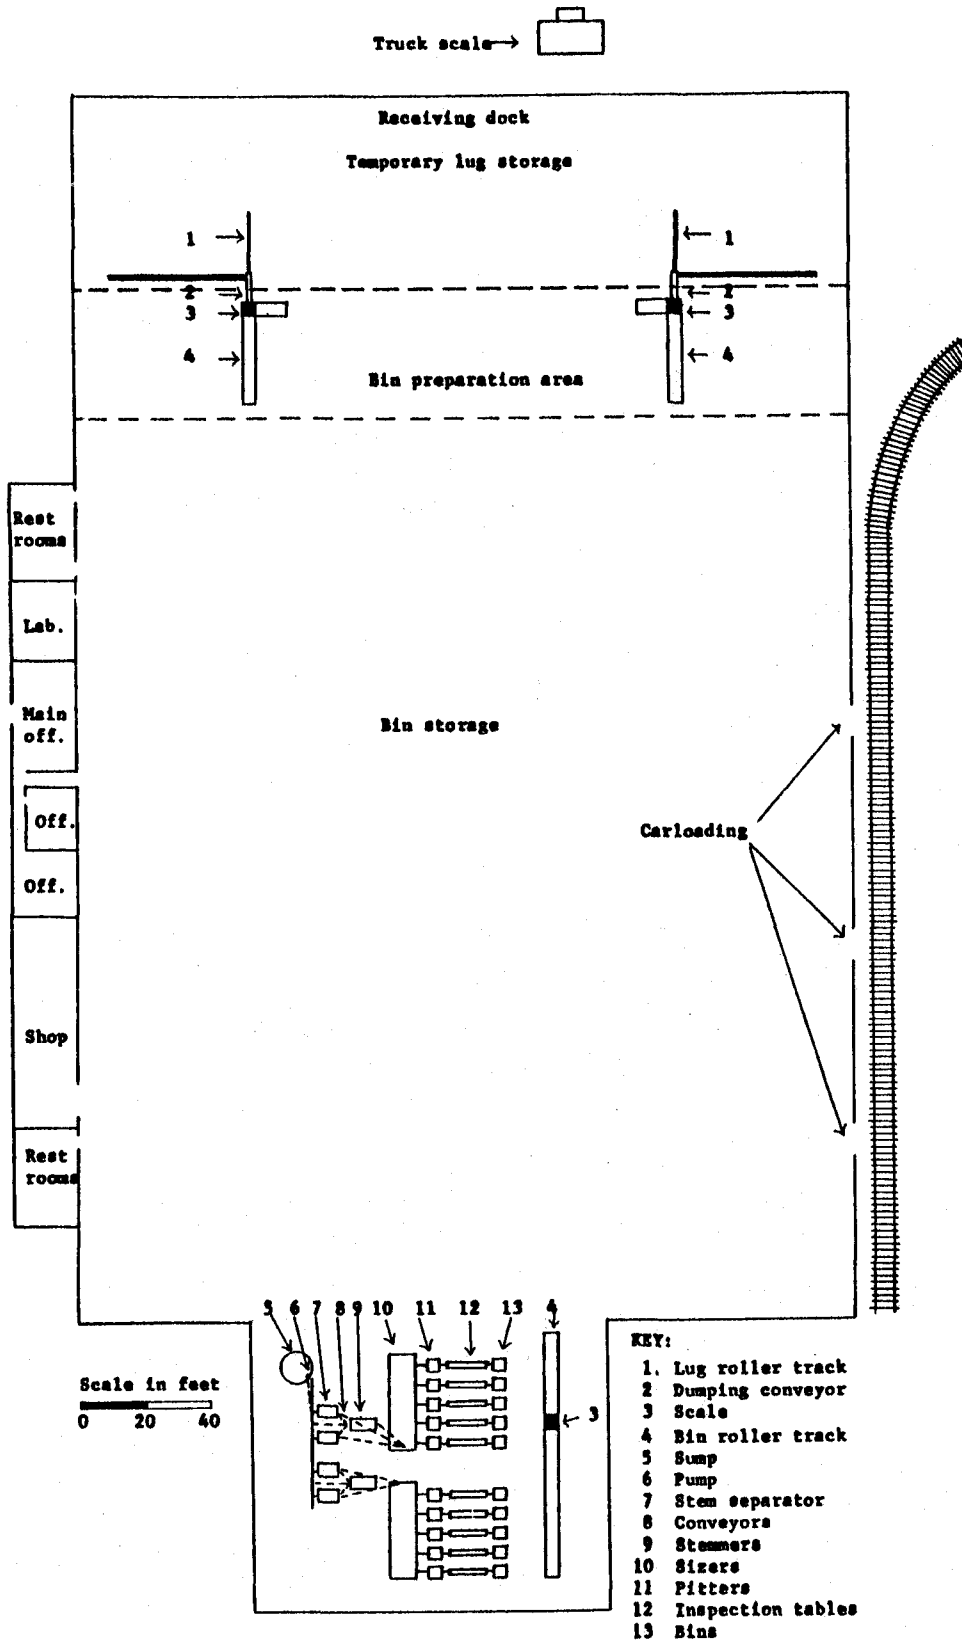 Truck scale
Receiving dock
Temporary lug storage
1 1
2 2
3 3
4 4
Bin preparation area
Rest
rooms
Lab.
Main
off.
Bin storage
Off.
Carloading
Off.
Shop
Rest
rooms
5 6 7 8 9 10 11 12 13 4
3
Scale in feet
0 20 40
KEY:
1. Lug roller track
2 Dumping conveyor
3 Scale
4 Bin roller track
5 Sump
6 Pump
7 Stem separator
8 Conveyors
9 Stemmers
10 Sizers
11 Pitters
12 Inspection tables
13 Bins